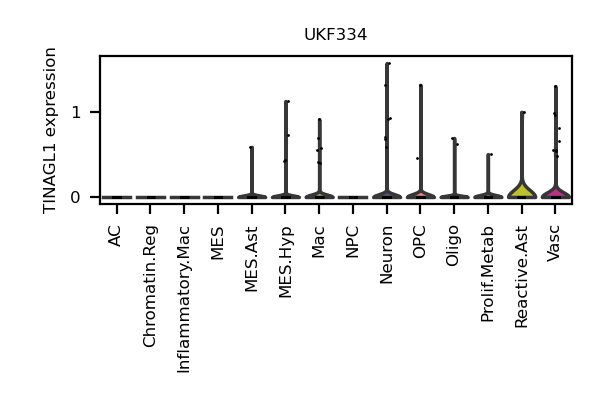 UKF334
TINAGL1 expression
1
0
AC
Chromatin.Reg
Inflammatory.Mac
MES
MES.Ast
MES.Hyp
Mac
NPC
Neuron
OPC
Oligo
Prolif.Metab
Reactive.Ast
Vasc